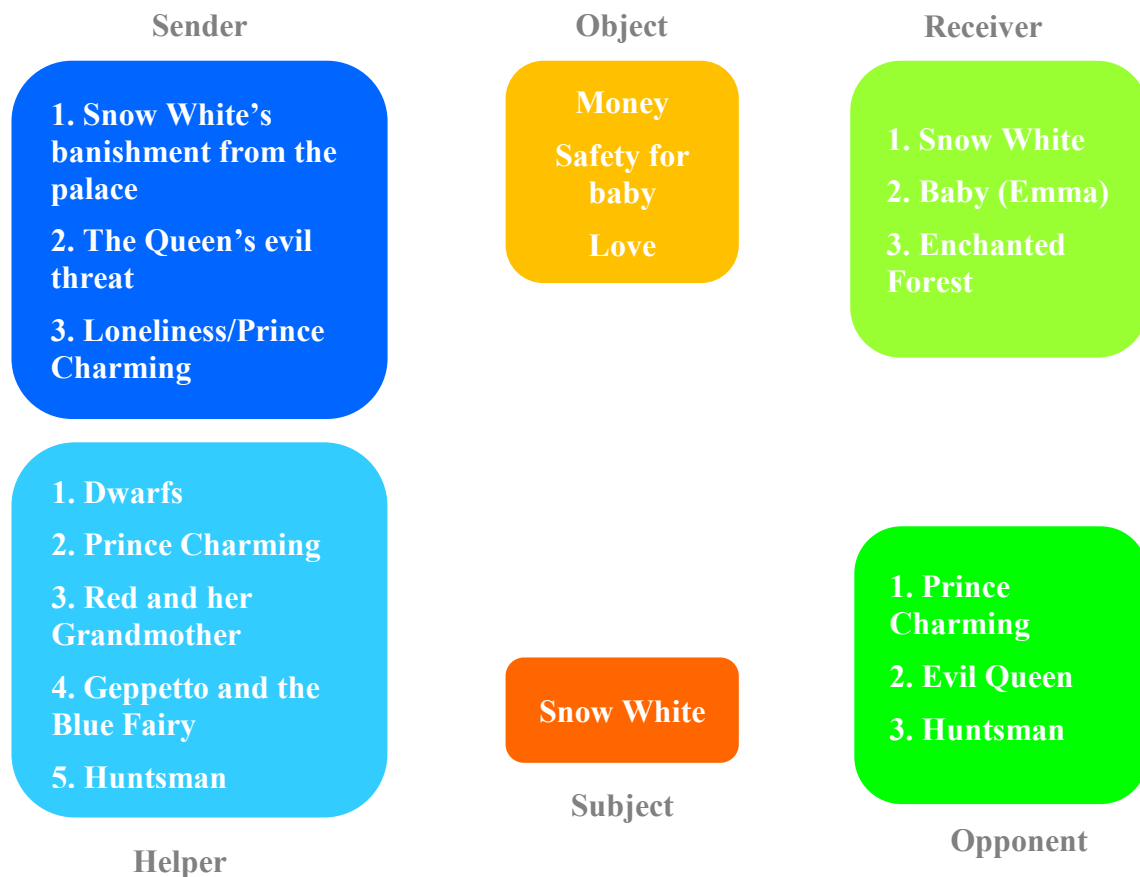 Sender
1. Snow White’s
banishment from the
palace
2. The Queen’s evil
threat
3. Loneliness/Prince
Charming
Object
Money
Safety for
baby
Love
Receiver
1. Snow White
2. Baby (Emma)
3. Enchanted
Forest
1. Dwarfs
2. Prince Charming
3. Red and her
Grandmother
4. Geppetto and the
Blue Fairy
5. Huntsman
Helper
Snow White
Subject
1. Prince
Charming
2. Evil Queen
3. Huntsman
Opponent